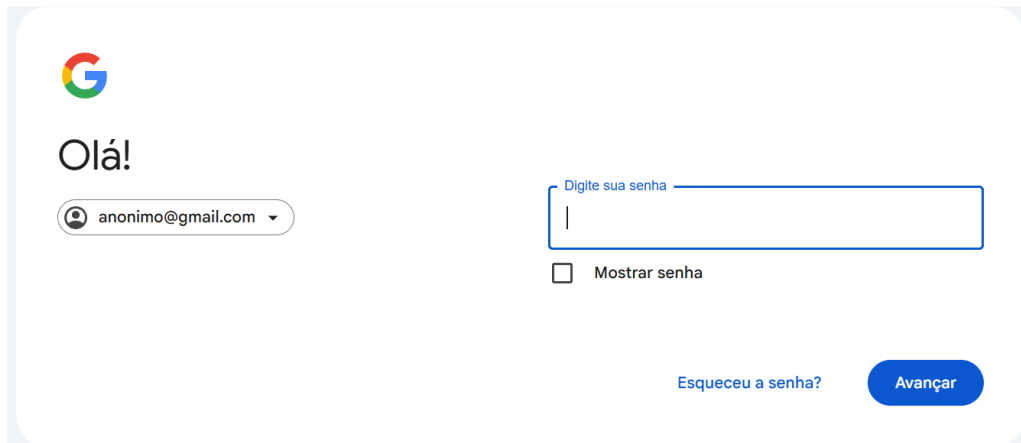 Olá!
anonimo@gmail.com
Digite sua senha
Mostrar senha
Esqueceu a senha?
Avançar